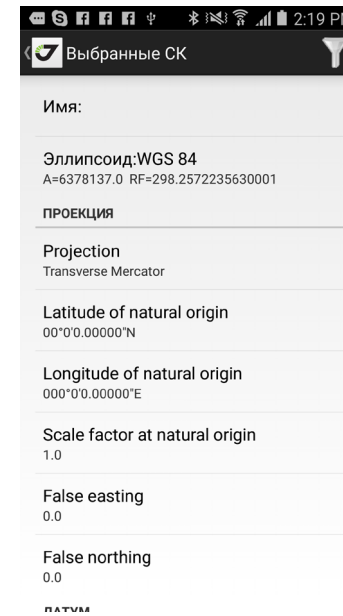 2:19 PM
Выбранные СК
Имя:
Эллипсоид:WGS 84
A=6378137.0 RF=298.2572235630001
ПРОЕКЦИЯ
Projection
Transverse Mercator
Latitude of natural origin
00°0'0.00000"N
Longitude of natural origin
000°0'0.00000"E
Scale factor at natural origin
1.0
False easting
0.0
False northing
0.0
ДАТУМ